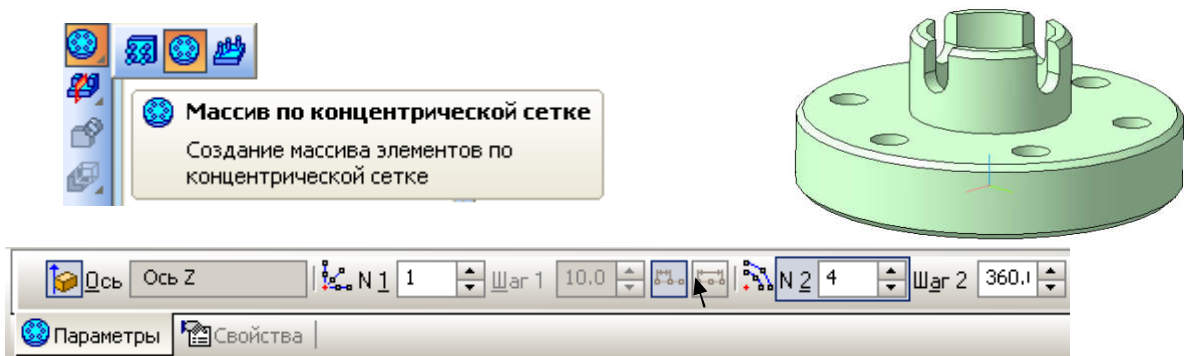 Массив по концентрической сетке
Создание массива элементов по
концентрической сетке
Ось Ось Z N 1 1 Шаг 1 10.0 N 2 4 Шаг 2 360.
Параметры Свойства